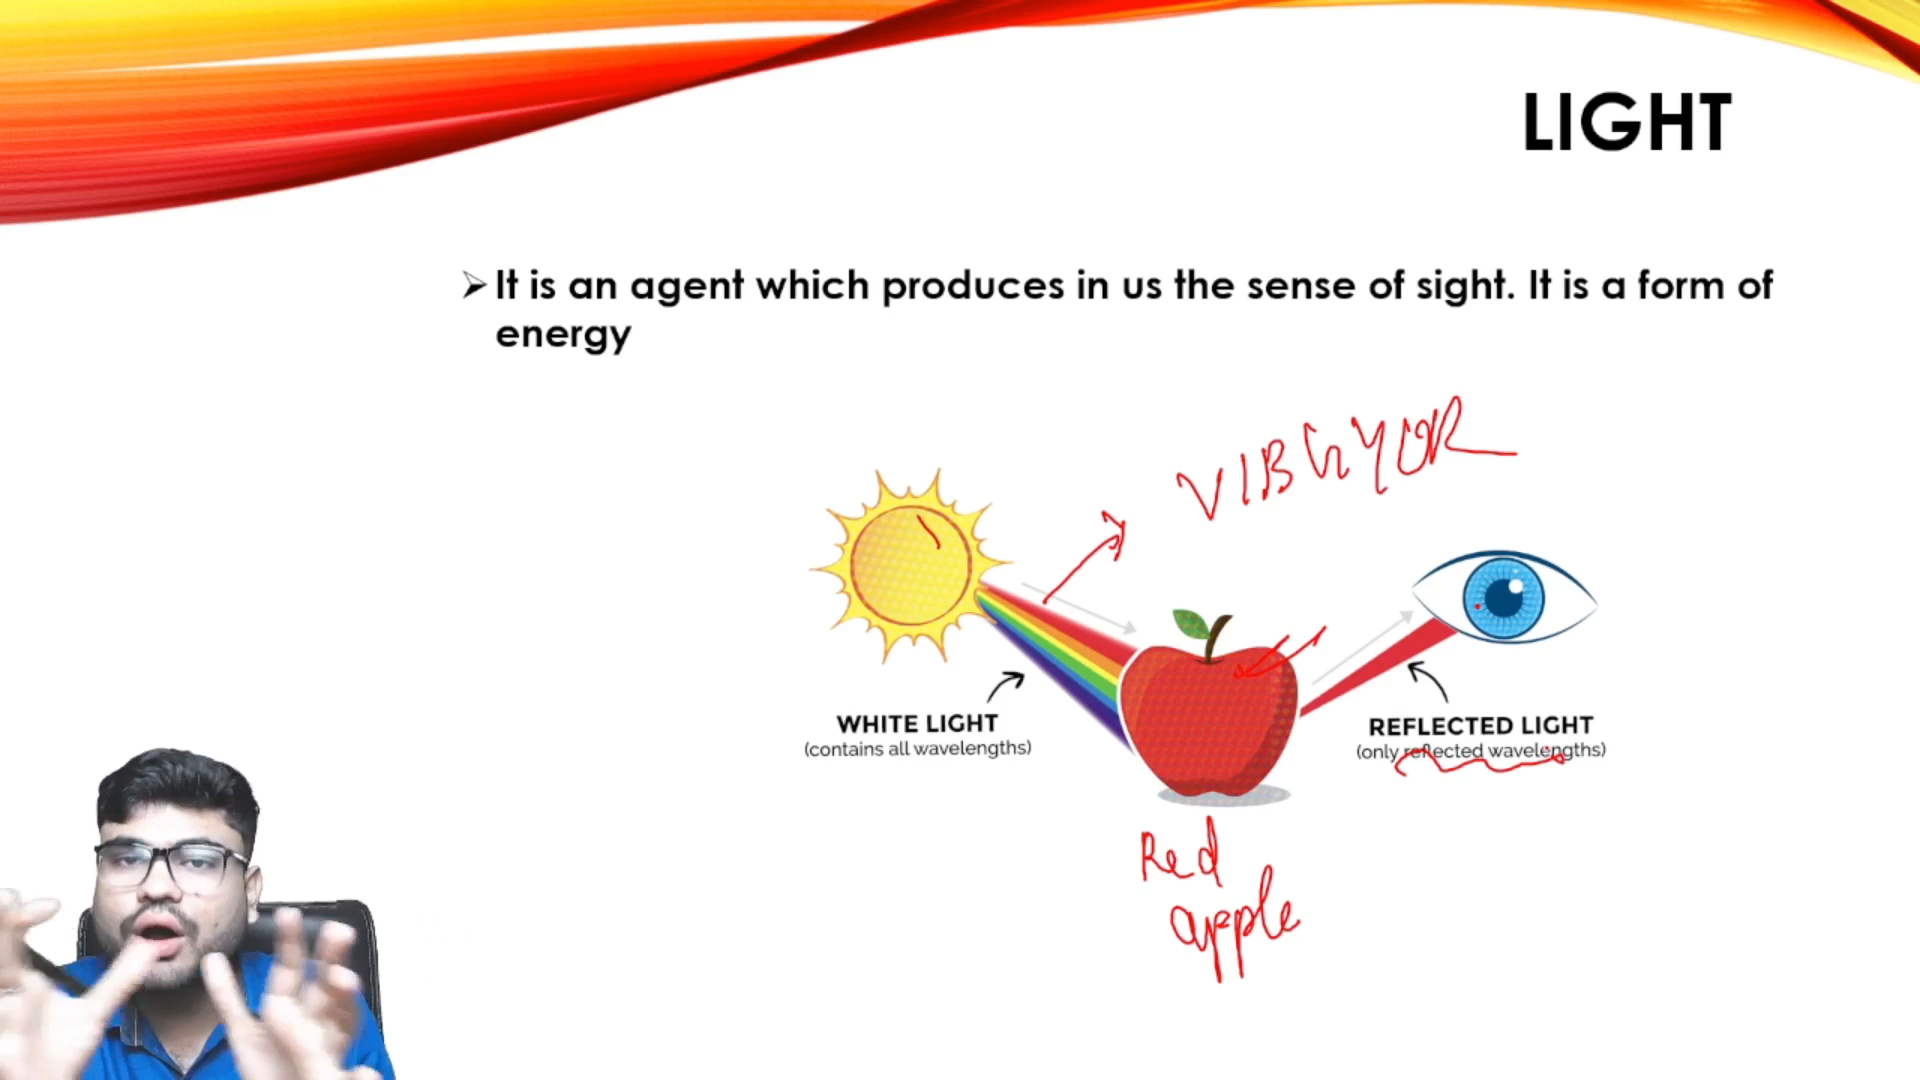 LIGHT
It is an agent which produces in us the sense of sight. It is a form of
energy
VIBGYOR
WHITE LIGHT
(contains all wavelengths)
REFLECTED LIGHT
(only reflected wavelengths)
Red
apple